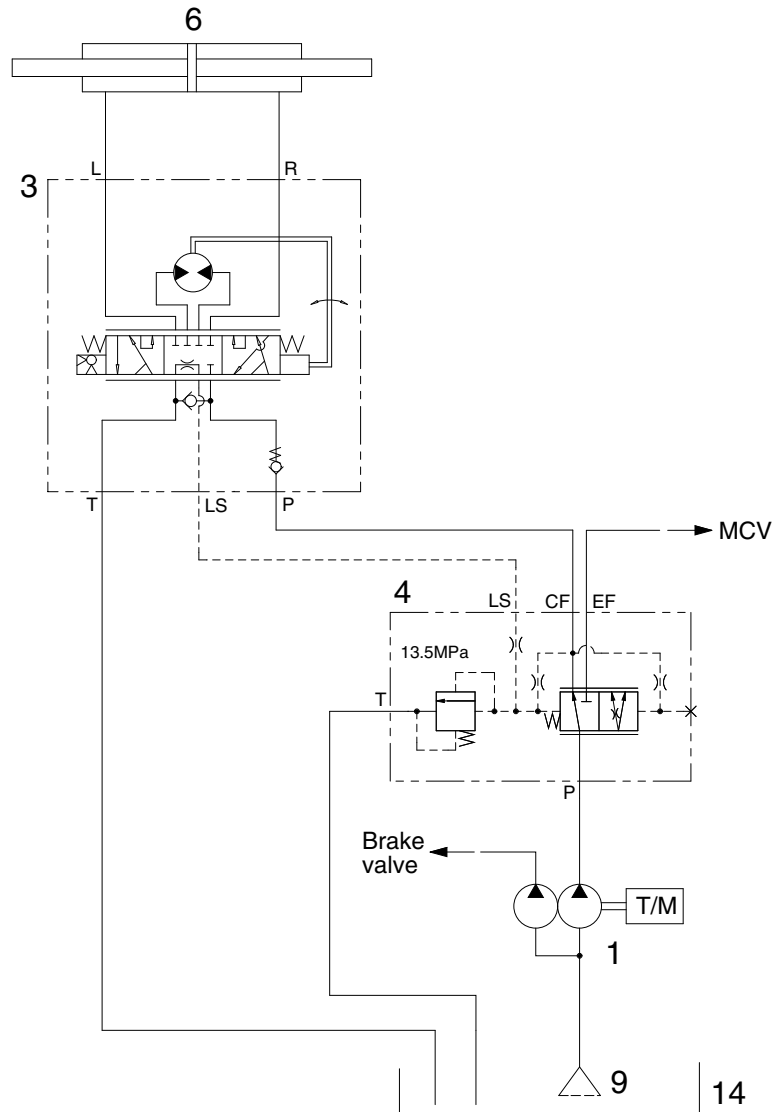 6
L R
3
T LS P
MCV
4
LS CF EF
13.5MPa
T
P
Brake
valve
T/M
1
9
14